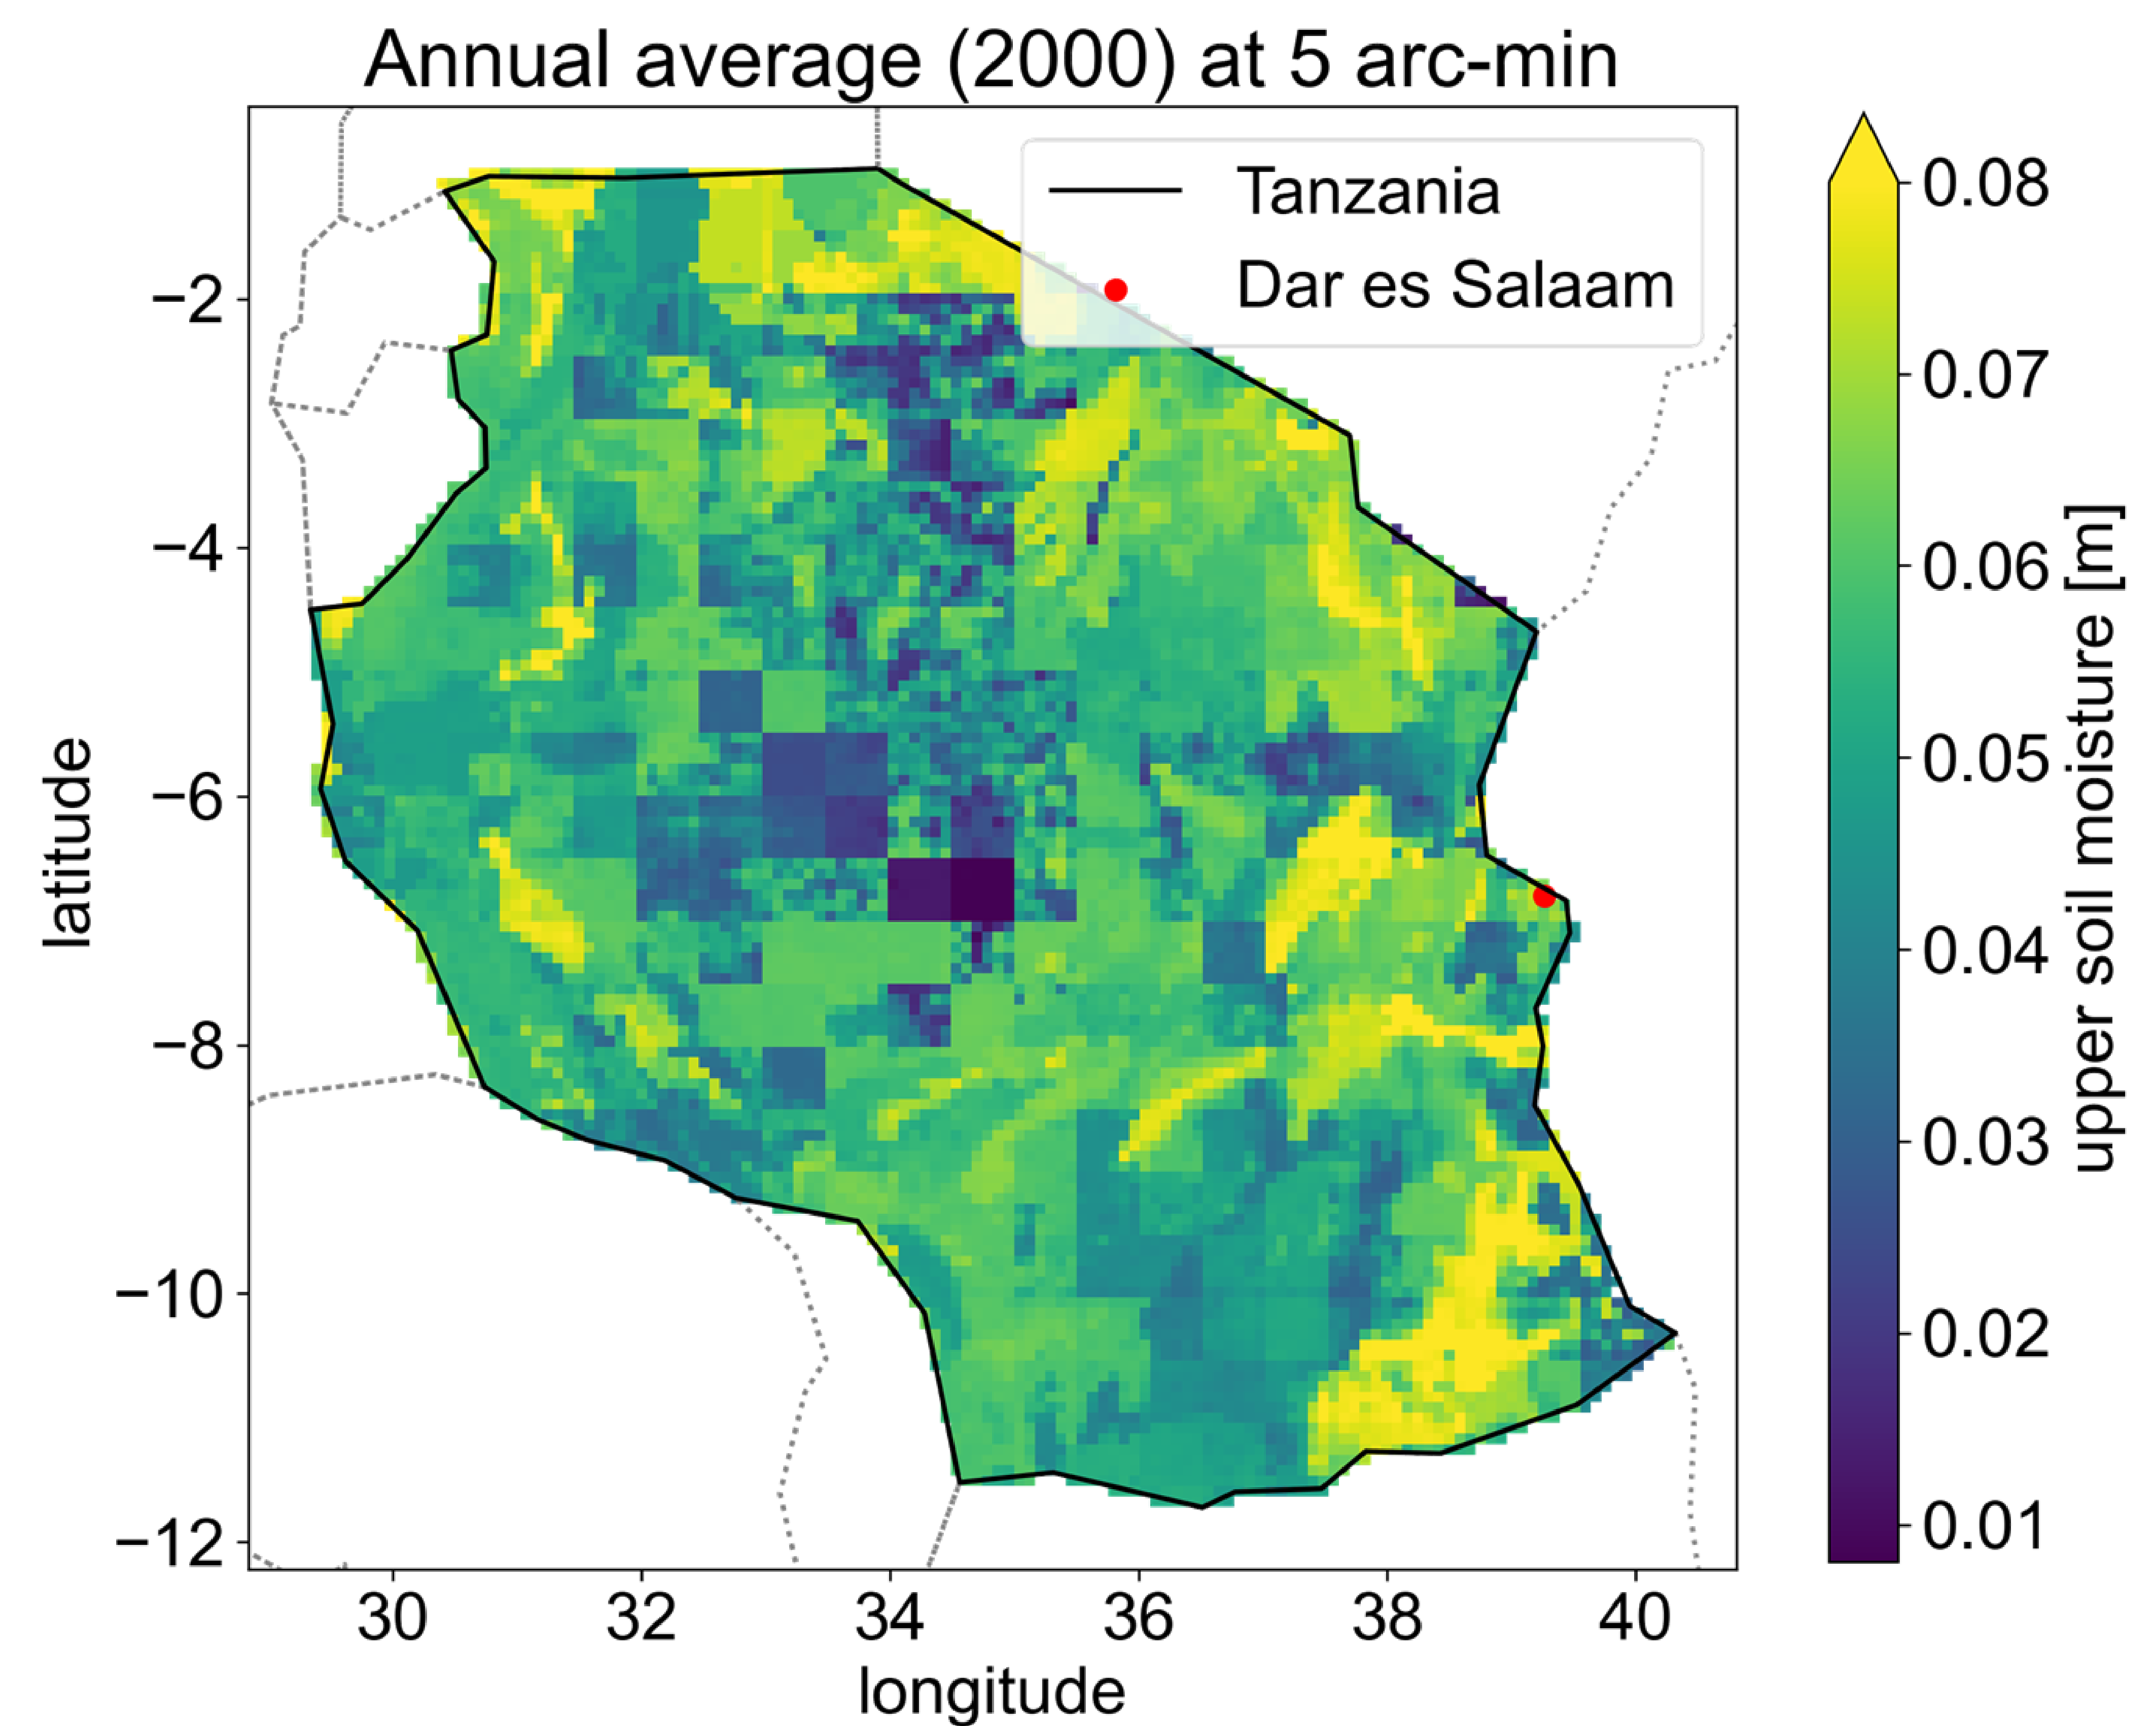 Annual average (2000) at 5 arc-min
Tanzania
Dar es Salaam
−2
−4
−6
−8
−10
−12
latitude
30 32 34 36 38 40
longitude
0.08
0.07
0.06
0.05
0.04
0.03
0.02
0.01
upper soil moisture [m]